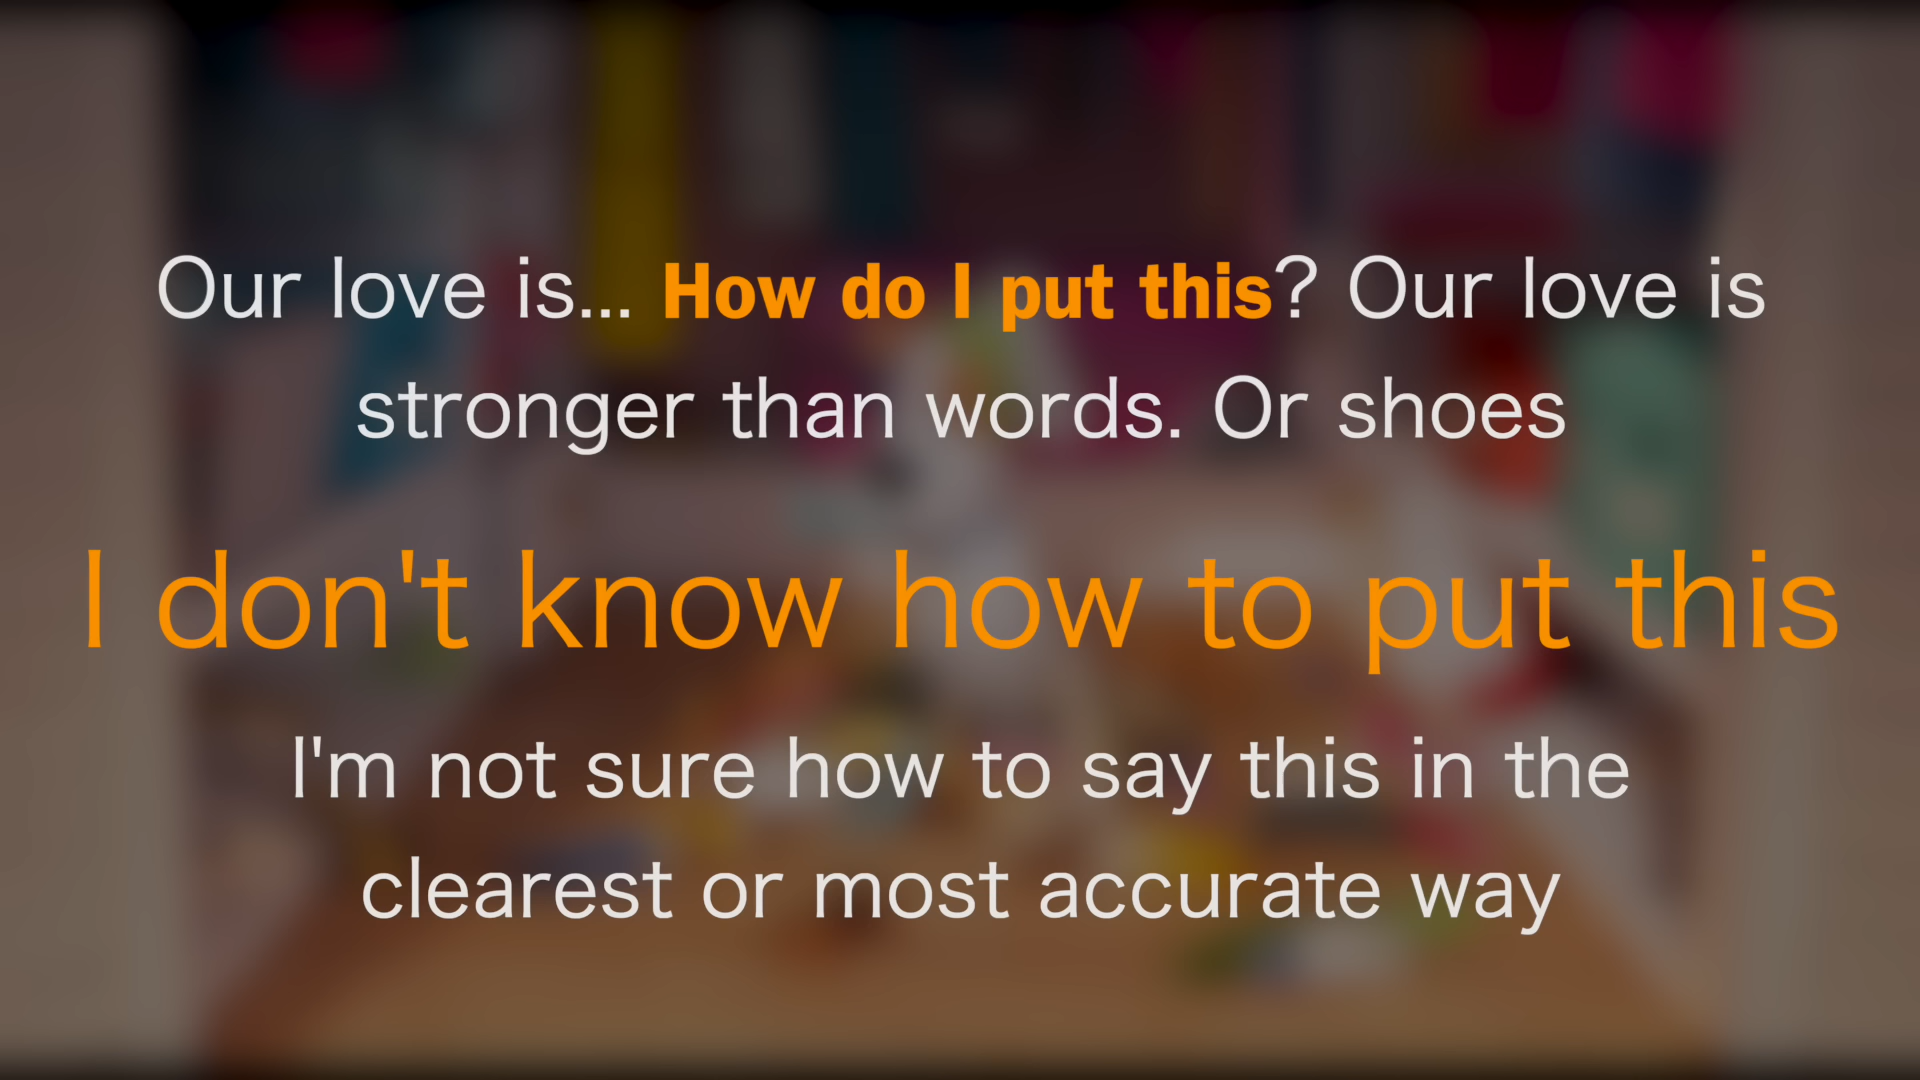 Our love is... How do I put this? Our love is
stronger than words. Or shoes
I don't know how to put this
I'm not sure how to say this in the
clearest or most accurate way